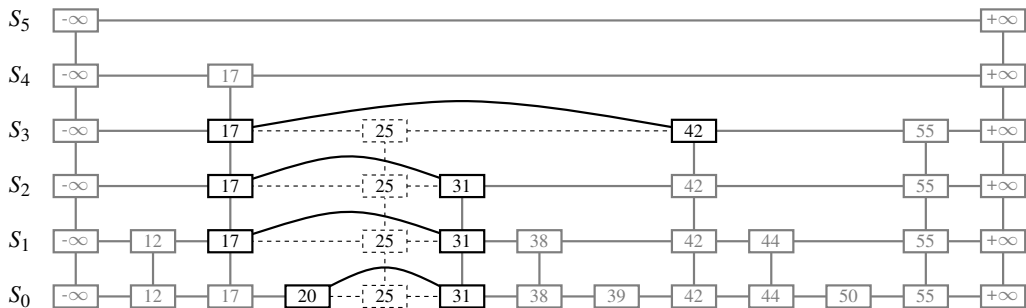 S5 -∞ +∞
S4 -∞ 17 +∞
S3 -∞ 17 25 42 55 +∞
S2 -∞ 17 25 31 42 55 +∞
S1 -∞ 12 17 25 31 38 42 44 55 +∞
S0 -∞ 12 17 20 25 31 38 39 42 44 50 55 +∞